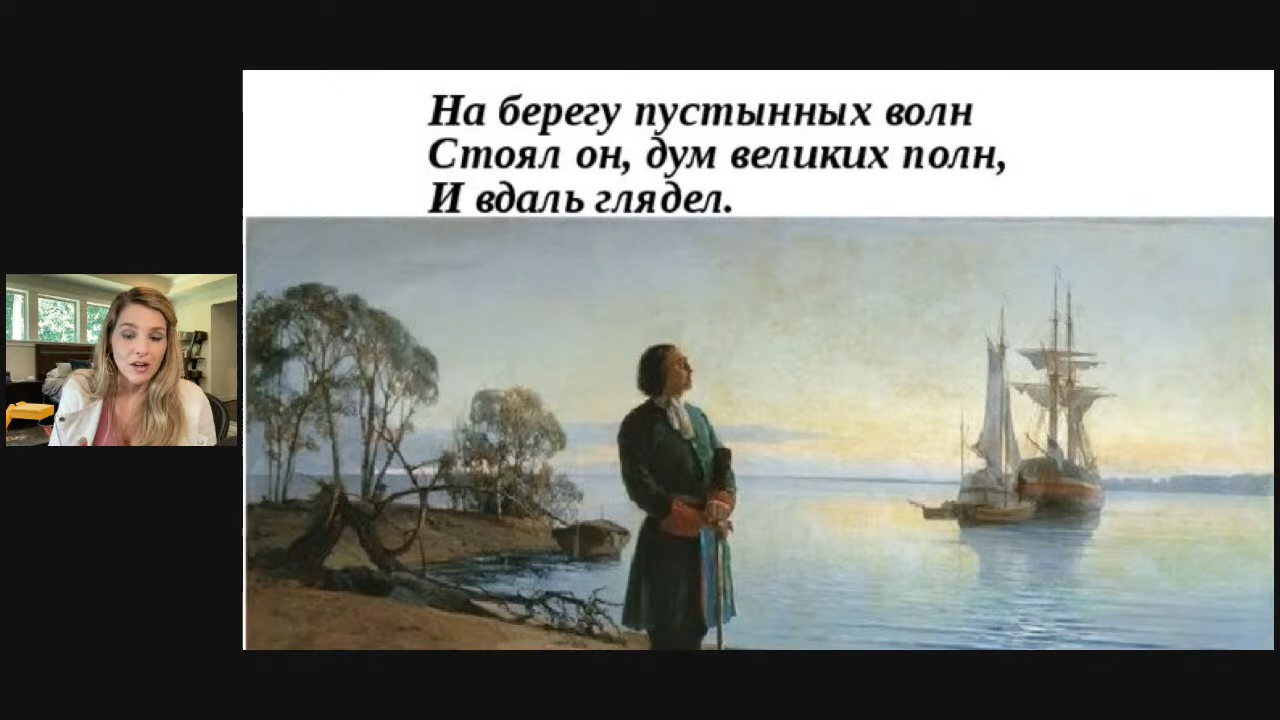 На берегу пустынных волн
Стоял он, дум великих полн,
И вдаль глядел.